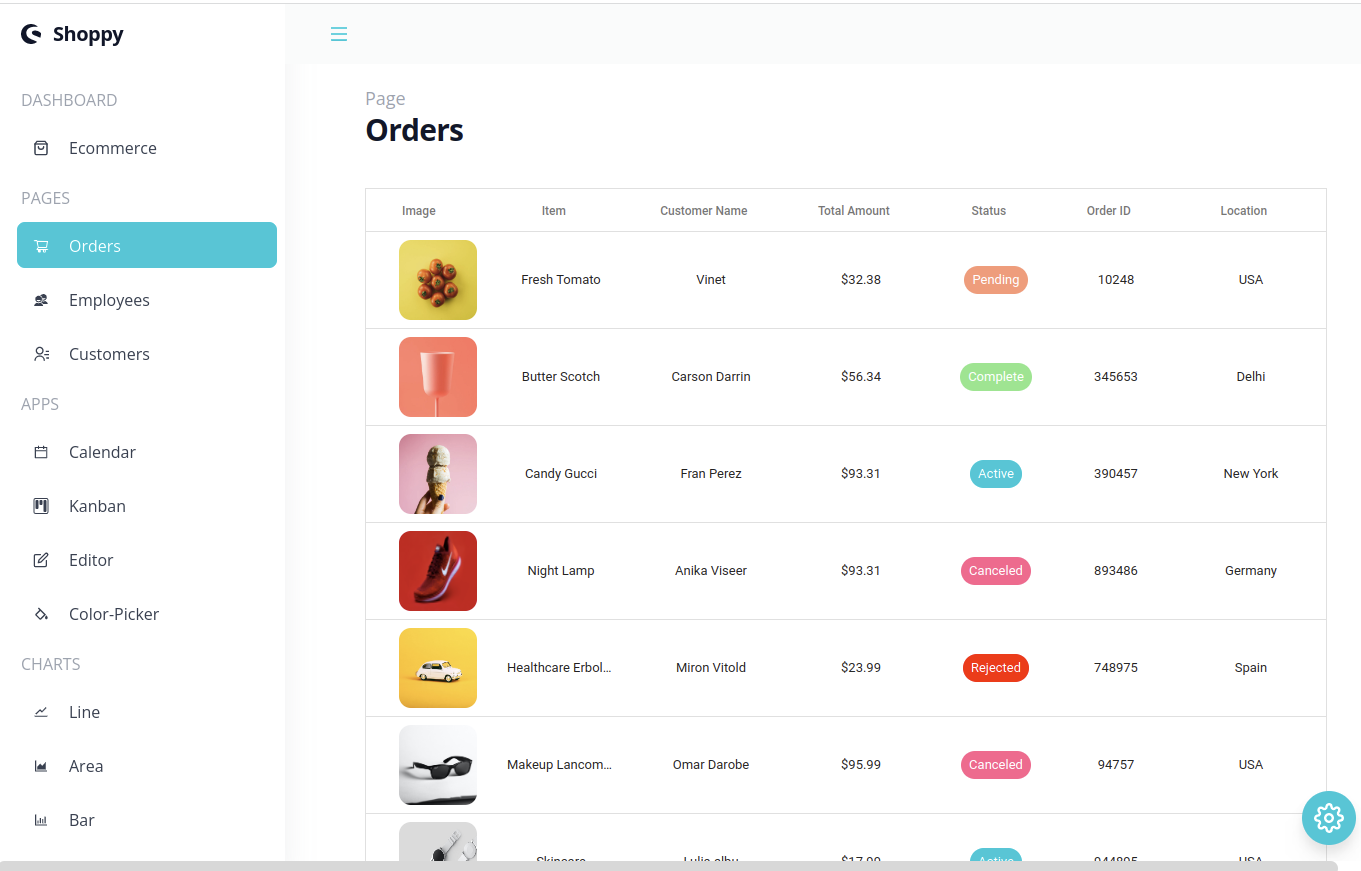 Shoppy
DASHBOARD
Ecommerce
PAGES
Orders
Employees
Customers
APPS
Calendar
Kanban
Editor
Color-Picker
CHARTS
Line
Area
Bar
Page
Orders
Image Item Customer Name Total Amount Status Order ID Location
Fresh Tomato Vinet $32.38 Pending 10248 USA
Butter Scotch Carson Darrin $56.34 Complete 345653 Delhi
Candy Gucci Fran Perez $93.31 Active 390457 New York
Night Lamp Anika Viseer $93.31 Canceled 893486 Germany
Healthcare Erbol... Miron Vitold $23.99 Rejected 748975 Spain
Makeup Lancom... Omar Darobe $95.99 Canceled 94757 USA
Skincare Active USA